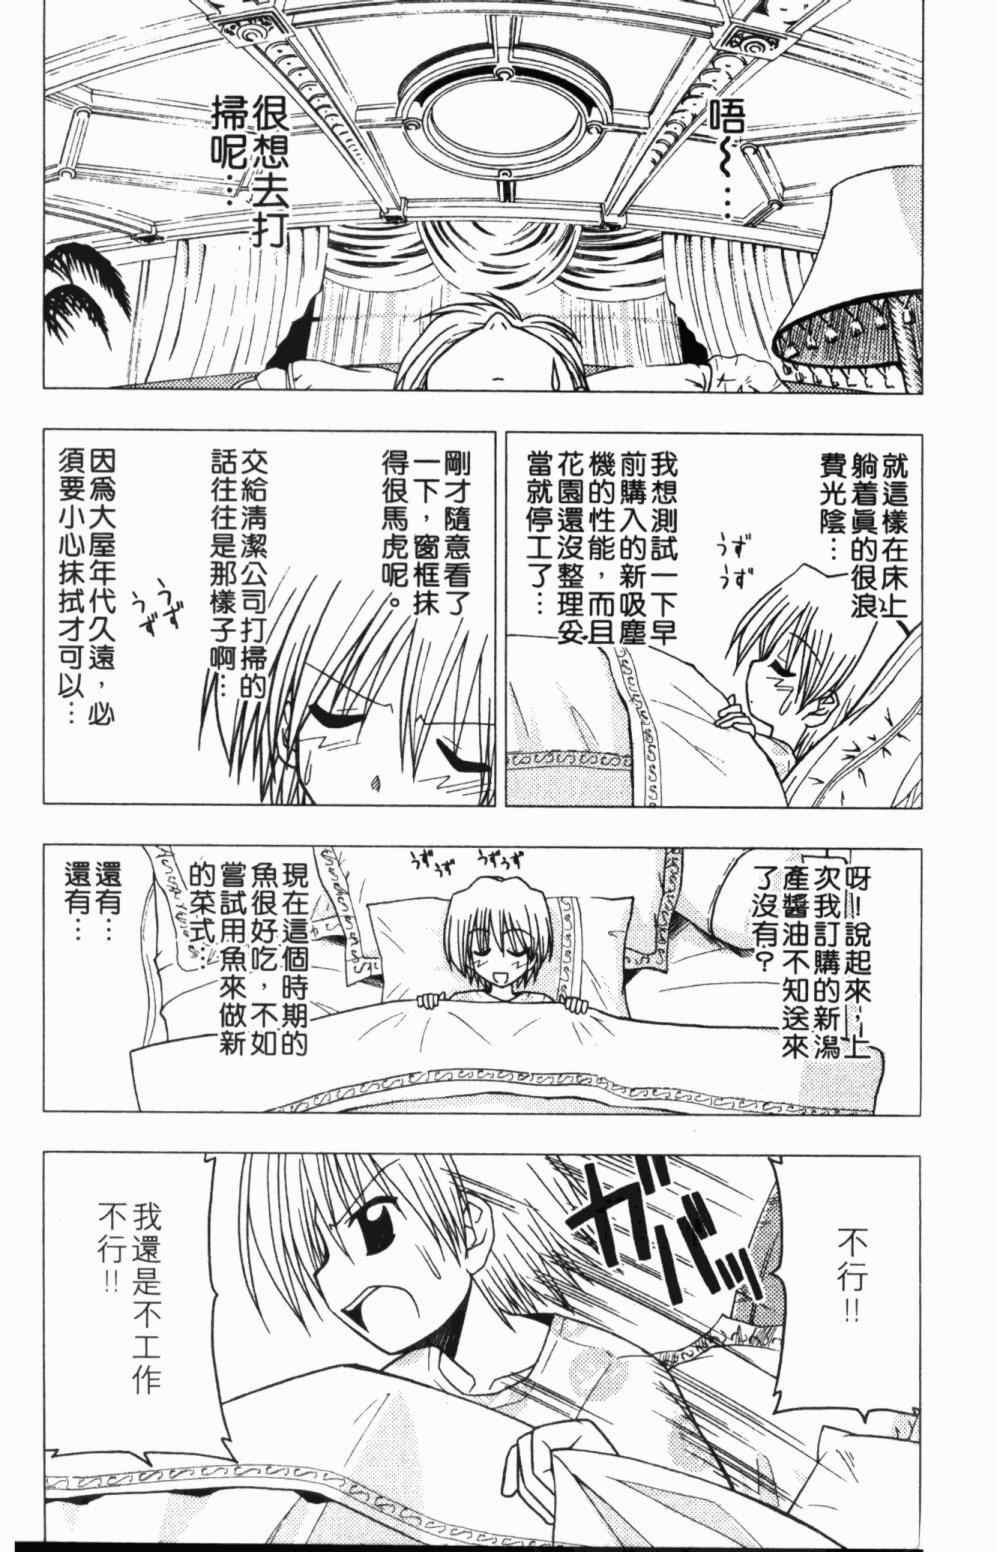 唔～…
很想去打
掃呢…
就這樣在床上
躺着真的很浪
費光陰…
うず
うず
我想測試一下早
前購入的新吸塵
機的性能，而且
花園還沒整理妥
當就停工了…
剛才隨意看了
一下，窗框抹
得很馬虎呢。
交給清潔公司打掃的
話往往是那樣子啊…
うず
うず
因爲大屋年代久遠，必
須要小心抹拭才可以…
呀！說起來，上
次我訂購的新潟
產醬油不知送來
了沒有？
うず
うず
うず
うず
現在這個時期的
魚很好吃，不如
嘗試用魚來做新
的菜式…
還有…
還有…
不行!!
ガバッ
我還是不工作
不行!!